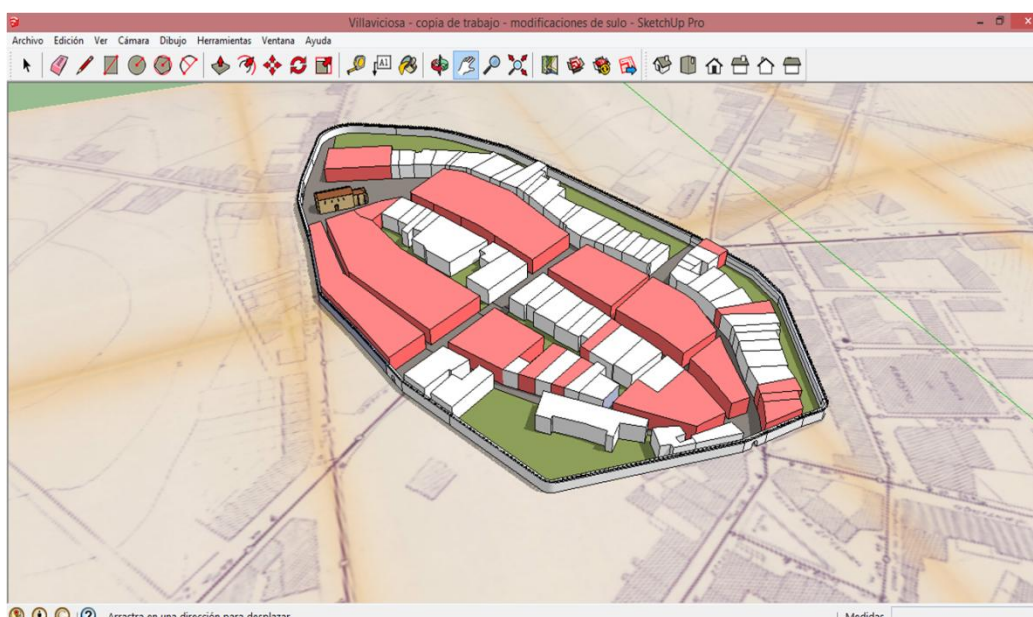 Villaviciosa - copia de trabajo - modificaciones de sulo - SketchUp Pro
Archivo Edición Ver Cámara Dibujo Herramientas Ventana Ayuda
A1
Arrastra en una dirección para desplazar
Medidas